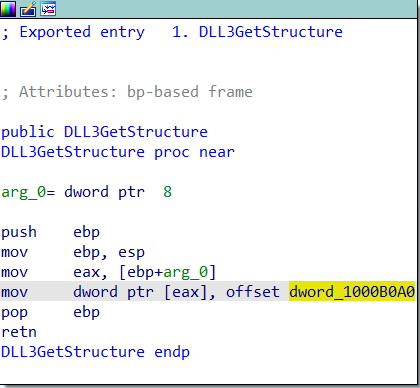 ; Exported entry   1. DLL3GetStructure
; Attributes: bp-based frame
public DLL3GetStructure
DLL3GetStructure proc near
arg_0= dword ptr  8
push    ebp
mov     ebp, esp
mov     eax, [ebp+arg_0]
mov     dword ptr [eax], offset dword_1000B0A0
pop     ebp
retn
DLL3GetStructure endp